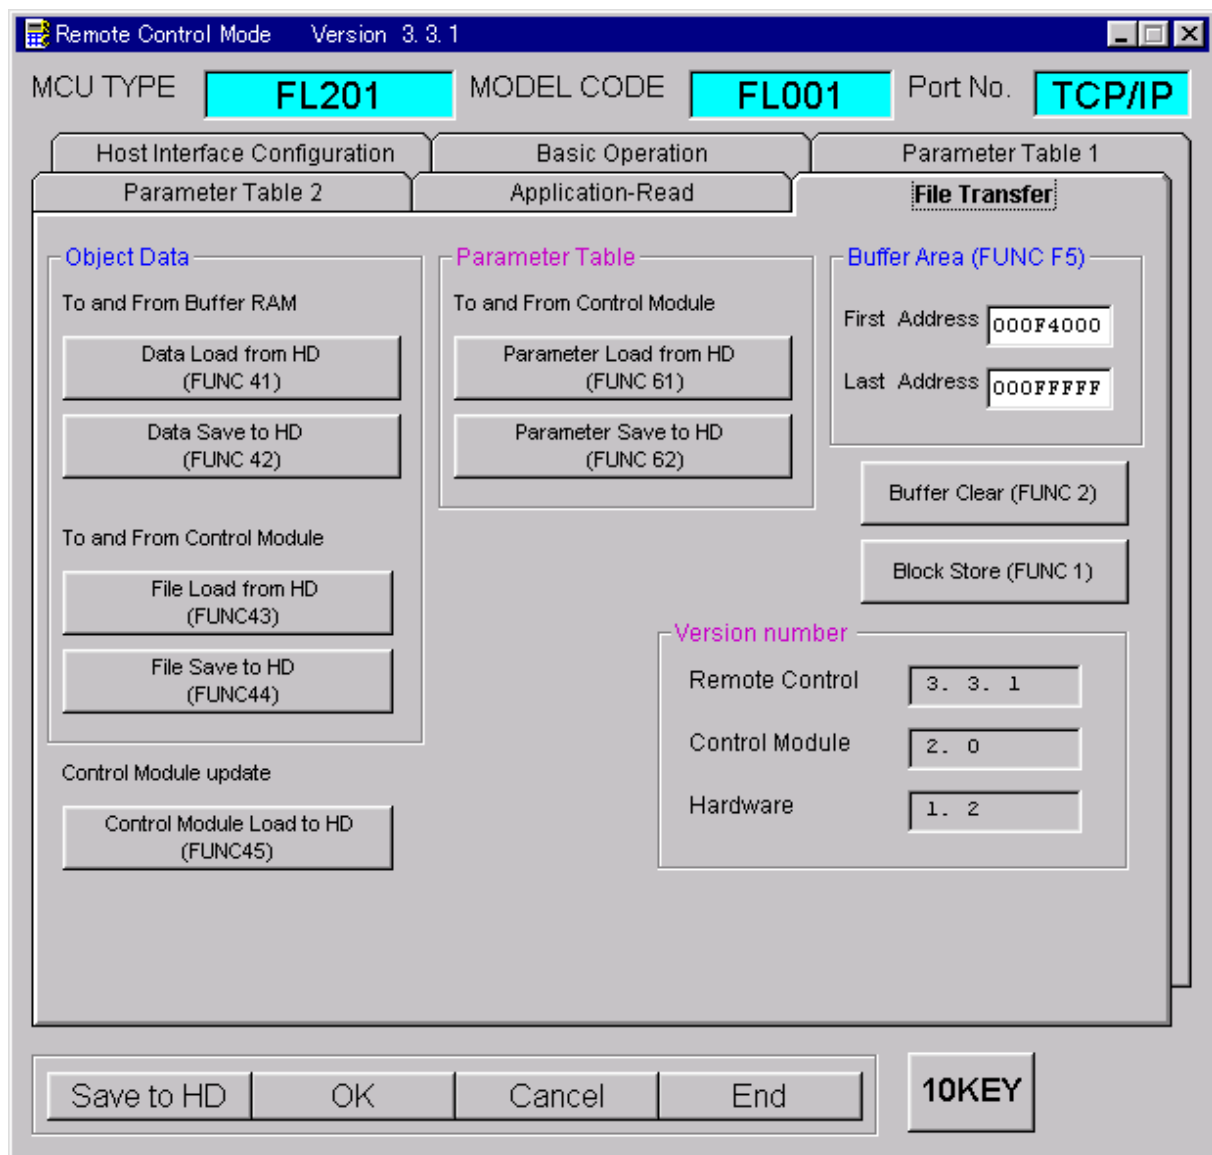 Remote Control Mode Version 3. 3. 1
MCU TYPE FL201 MODEL CODE FL001 Port No. TCP/IP
Host Interface Configuration Basic Operation Parameter Table 1
Parameter Table 2 Application-Read File Transfer
Object Data
To and From Buffer RAM
Data Load from HD
(FUNC 41)
Data Save to HD
(FUNC 42)
To and From Control Module
File Load from HD
(FUNC43)
File Save to HD
(FUNC44)
Control Module update
Control Module Load to HD
(FUNC45)
Parameter Table
To and From Control Module
Parameter Load from HD
(FUNC 61)
Parameter Save to HD
(FUNC 62)
Buffer Area (FUNC F5)
First Address 000F4000
Last Address 000FFFFF
Buffer Clear (FUNC 2)
Block Store (FUNC 1)
Version number
Remote Control 3. 3. 1
Control Module 2. 0
Hardware 1. 2
Save to HD OK Cancel End 10KEY